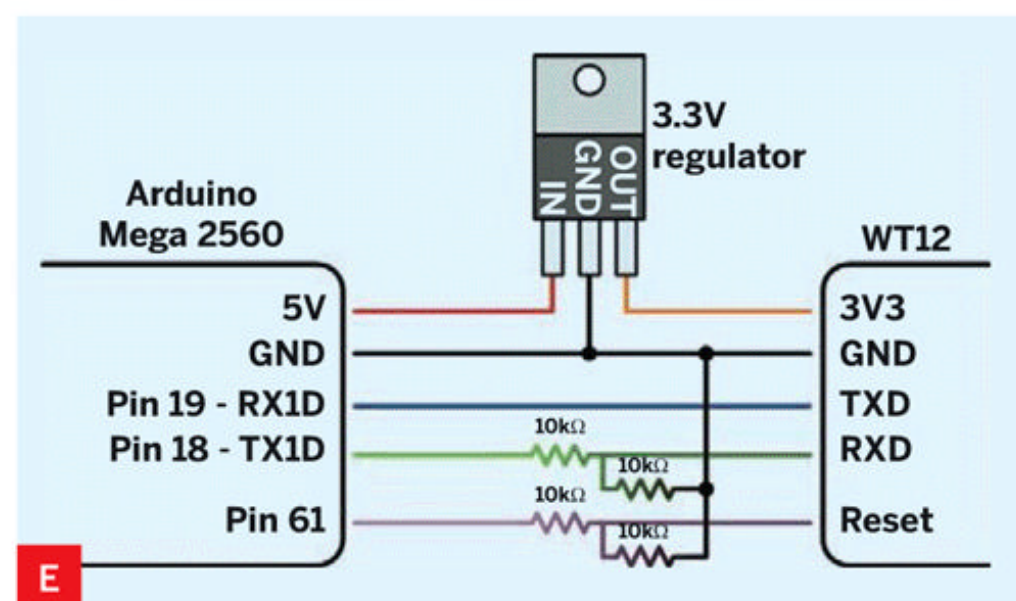 3.3V
regulator
IN
GND
OUT
Arduino
Mega 2560
WT12
5V
3V3
GND
GND
Pin 19 - RX1D
TXD
10kΩ
Pin 18 - TX1D
RXD
10kΩ
10kΩ
Pin 61
Reset
10kΩ
E